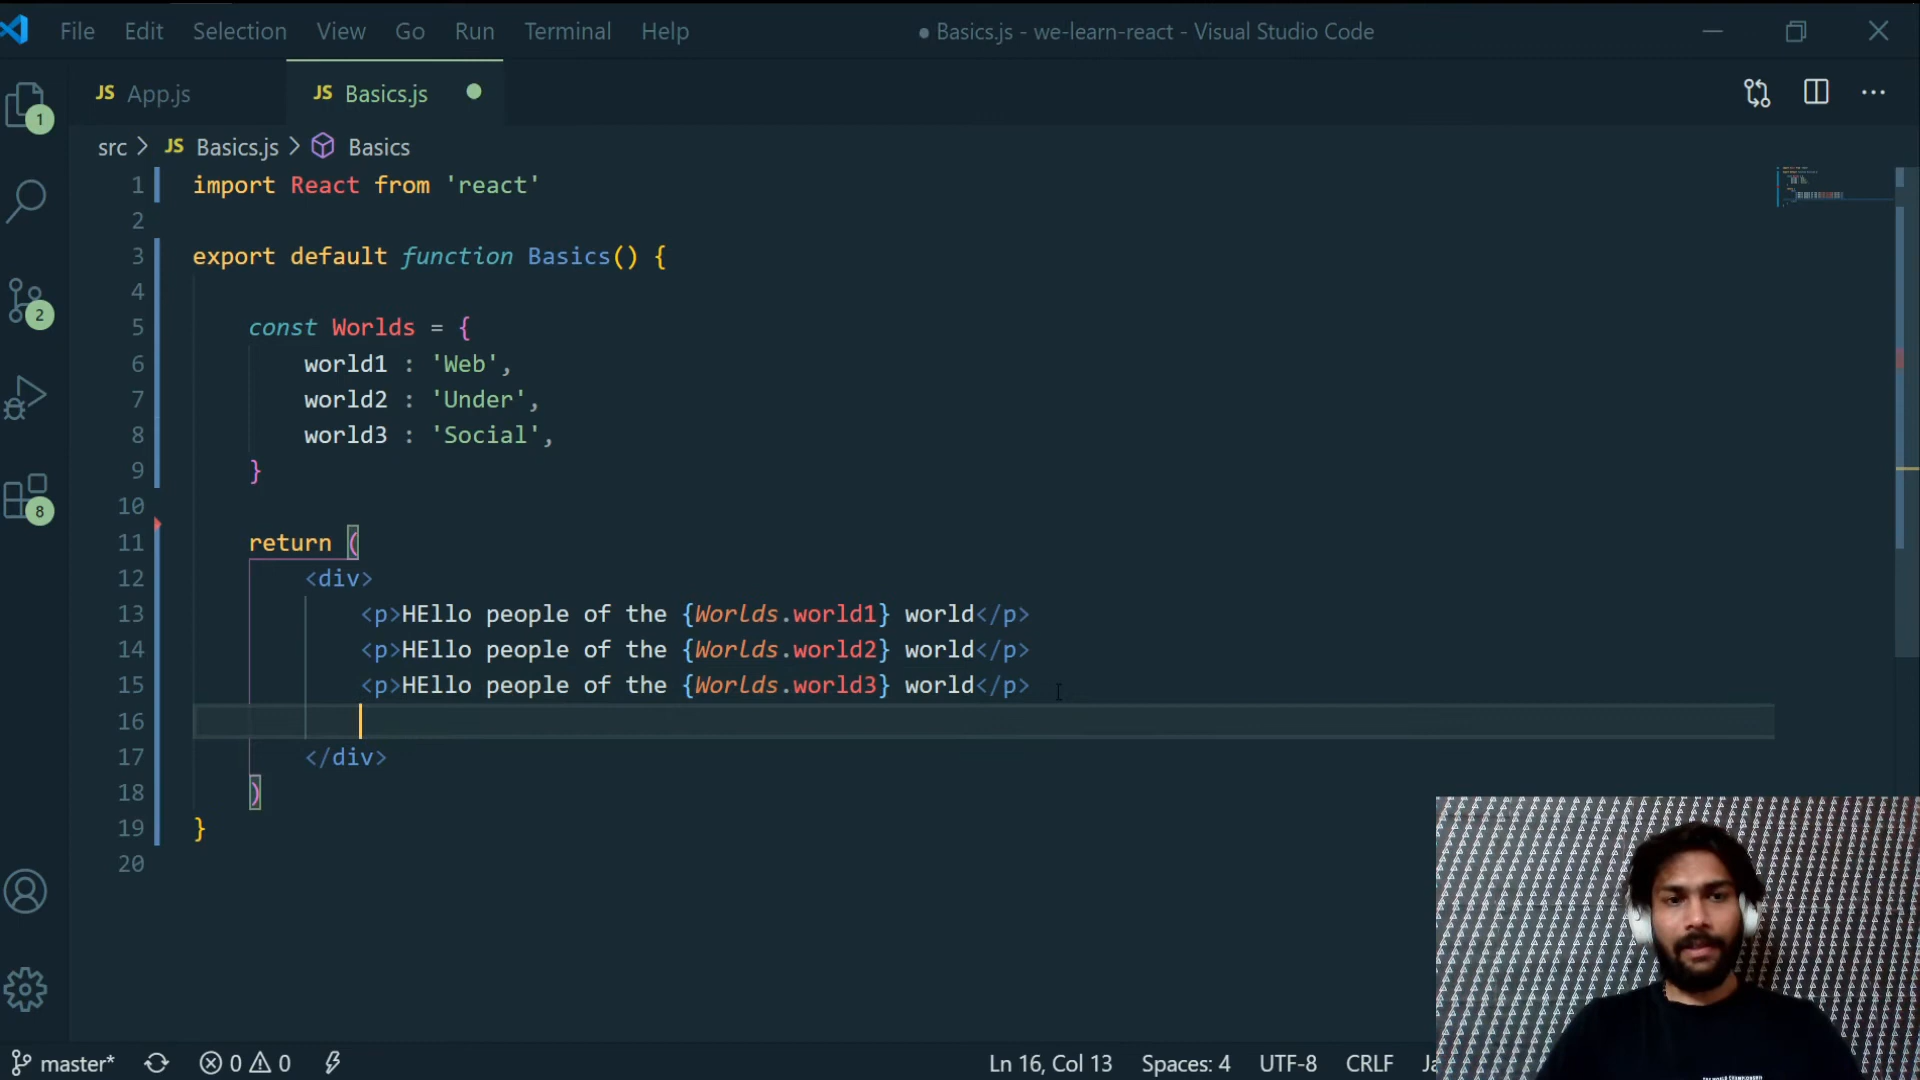 File Edit Selection View Go Run Terminal Help
● Basics.js - we-learn-react - Visual Studio Code
JS App.js
JS Basics.js
src > JS Basics.js > Basics
1 import React from 'react'
2
3 export default function Basics() {
4
5 const Worlds = {
6 world1 : 'Web',
7 world2 : 'Under',
8 world3 : 'Social',
9 }
10
11 return (
12 <div>
13 <p>HEllo people of the {Worlds.world1} world</p>
14 <p>HEllo people of the {Worlds.world2} world</p>
15 <p>HEllo people of the {Worlds.world3} world</p>
16
17 </div>
18 )
19 }
20
1
2
8
master* 0 0 Ln 16, Col 13 Spaces: 4 UTF-8 CRLF